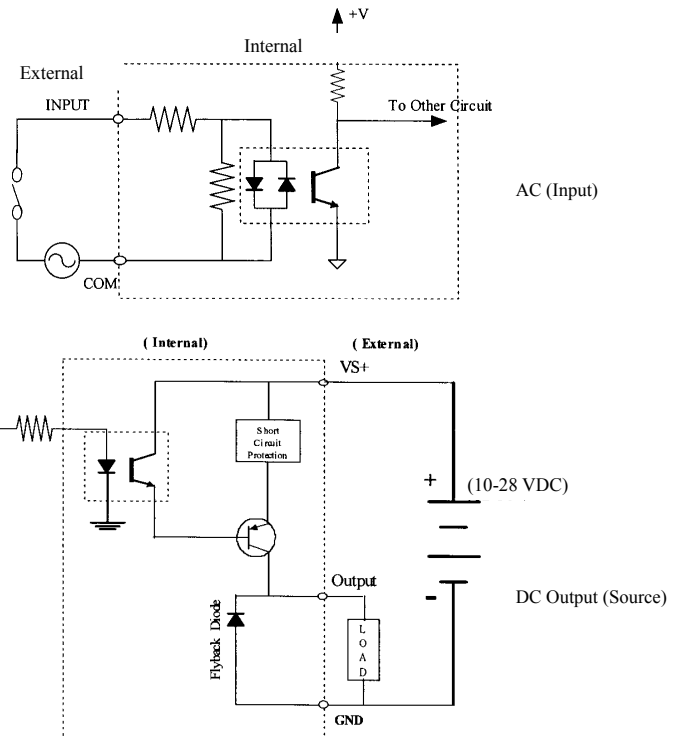 +V
Internal
External
INPUT
To Other Circuit
AC (Input)
COM
( Internal)
( External)
VS+
Short
Circuit
Protection
+
(10-28 VDC)
Output
-
DC Output (Source)
Flyback Diode
L
O
A
D
GND